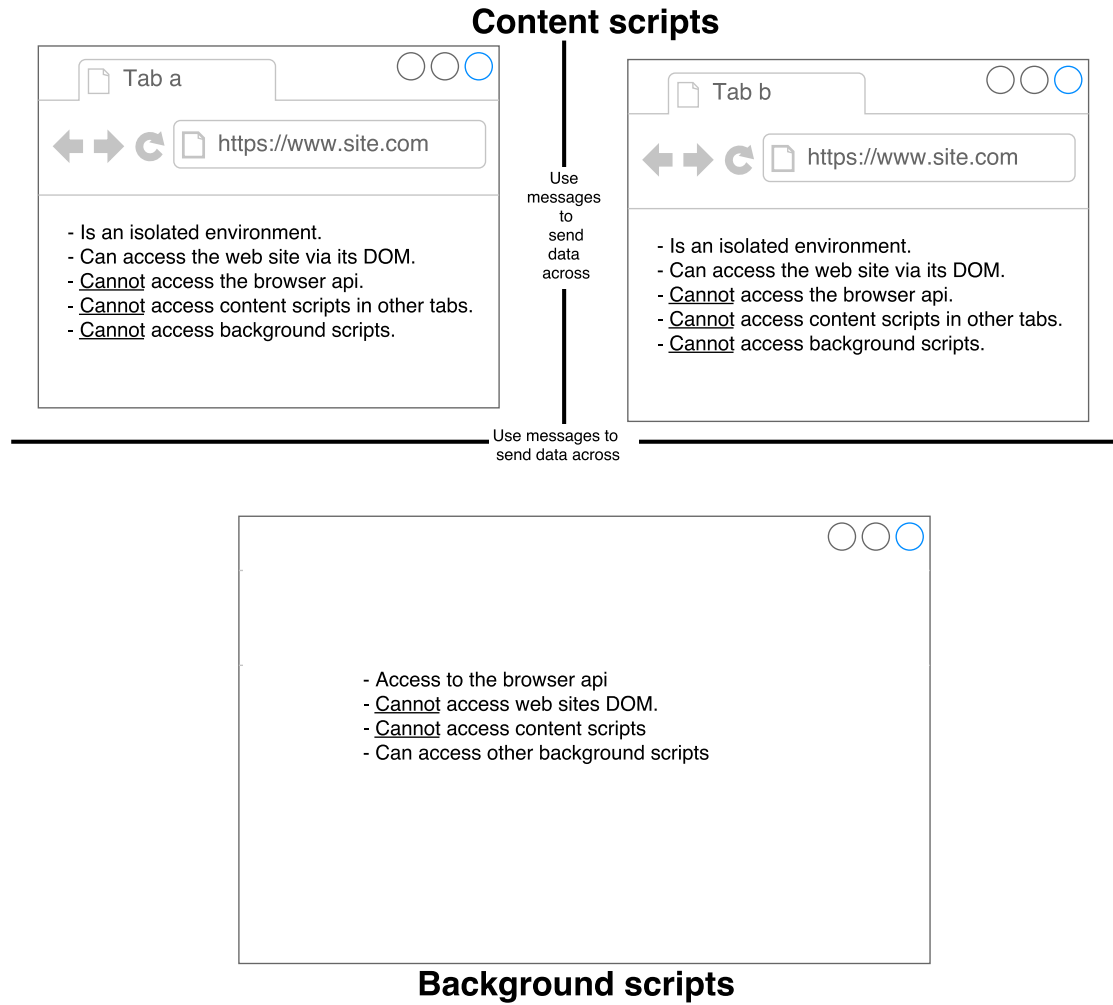 Content scripts
Tab a
https://www.site.com
- Is an isolated environment.
- Can access the web site via its DOM.
- Cannot access the browser api.
- Cannot access content scripts in other tabs.
- Cannot access background scripts.
Use
messages
to
send
data
across
Tab b
https://www.site.com
- Is an isolated environment.
- Can access the web site via its DOM.
- Cannot access the browser api.
- Cannot access content scripts in other tabs.
- Cannot access background scripts.
Use messages to
send data across
- Access to the browser api
- Cannot access web sites DOM.
- Cannot access content scripts
- Can access other background scripts
Background scripts